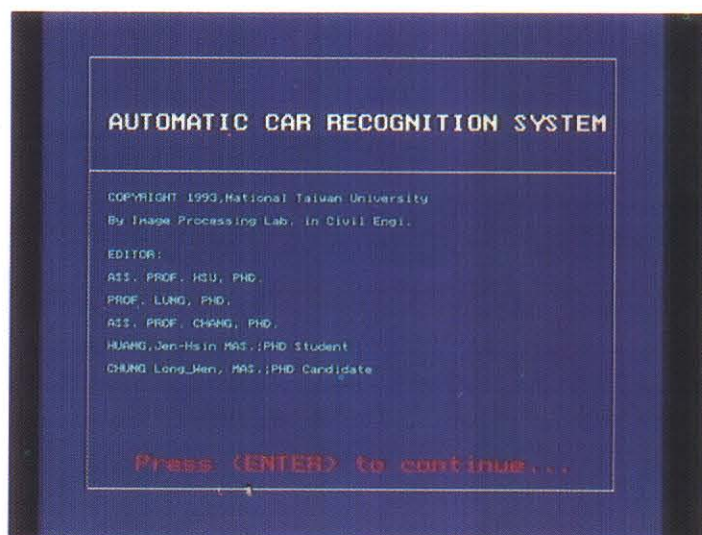 AUTOMATIC CAR RECOGNITION SYSTEM
COPYRIGHT 1993,National Taiwan University
By Image Processing Lab. in Civil Engi.
EDITOR:
ASS. PROF. HSU, PHD.
PROF. LUNG, PHD.
ASS. PROF. CHANG, PHD.
HUANG,Jen-Hsin MAS.;PHD Student
CHUNG Long_Wen, MAS.;PHD Candidate
Press <ENTER> to continue...